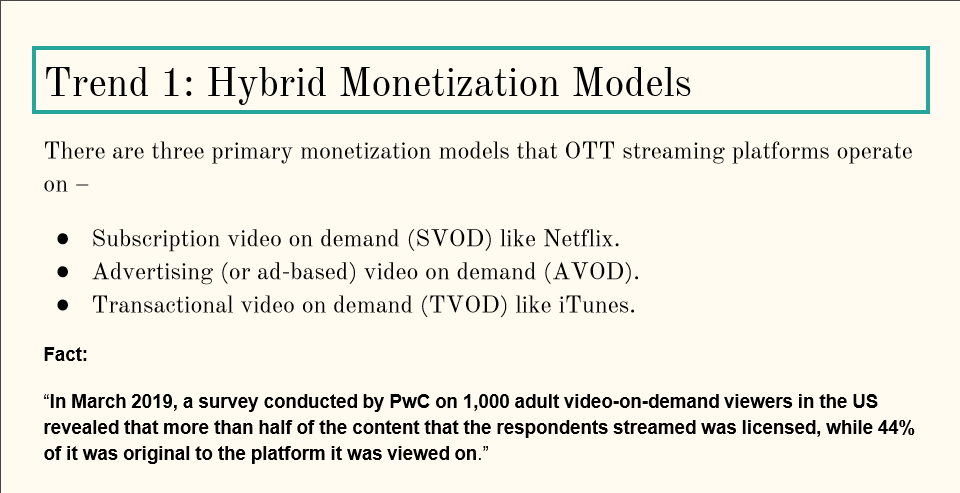 Trend 1: Hybrid Monetization Models
There are three primary monetization models that OTT streaming platforms operate
on –
● Subscription video on demand (SVOD) like Netflix.
● Advertising (or ad-based) video on demand (AVOD).
● Transactional video on demand (TVOD) like iTunes.
Fact:
“In March 2019, a survey conducted by PwC on 1,000 adult video-on-demand viewers in the US
revealed that more than half of the content that the respondents streamed was licensed, while 44%
of it was original to the platform it was viewed on.”